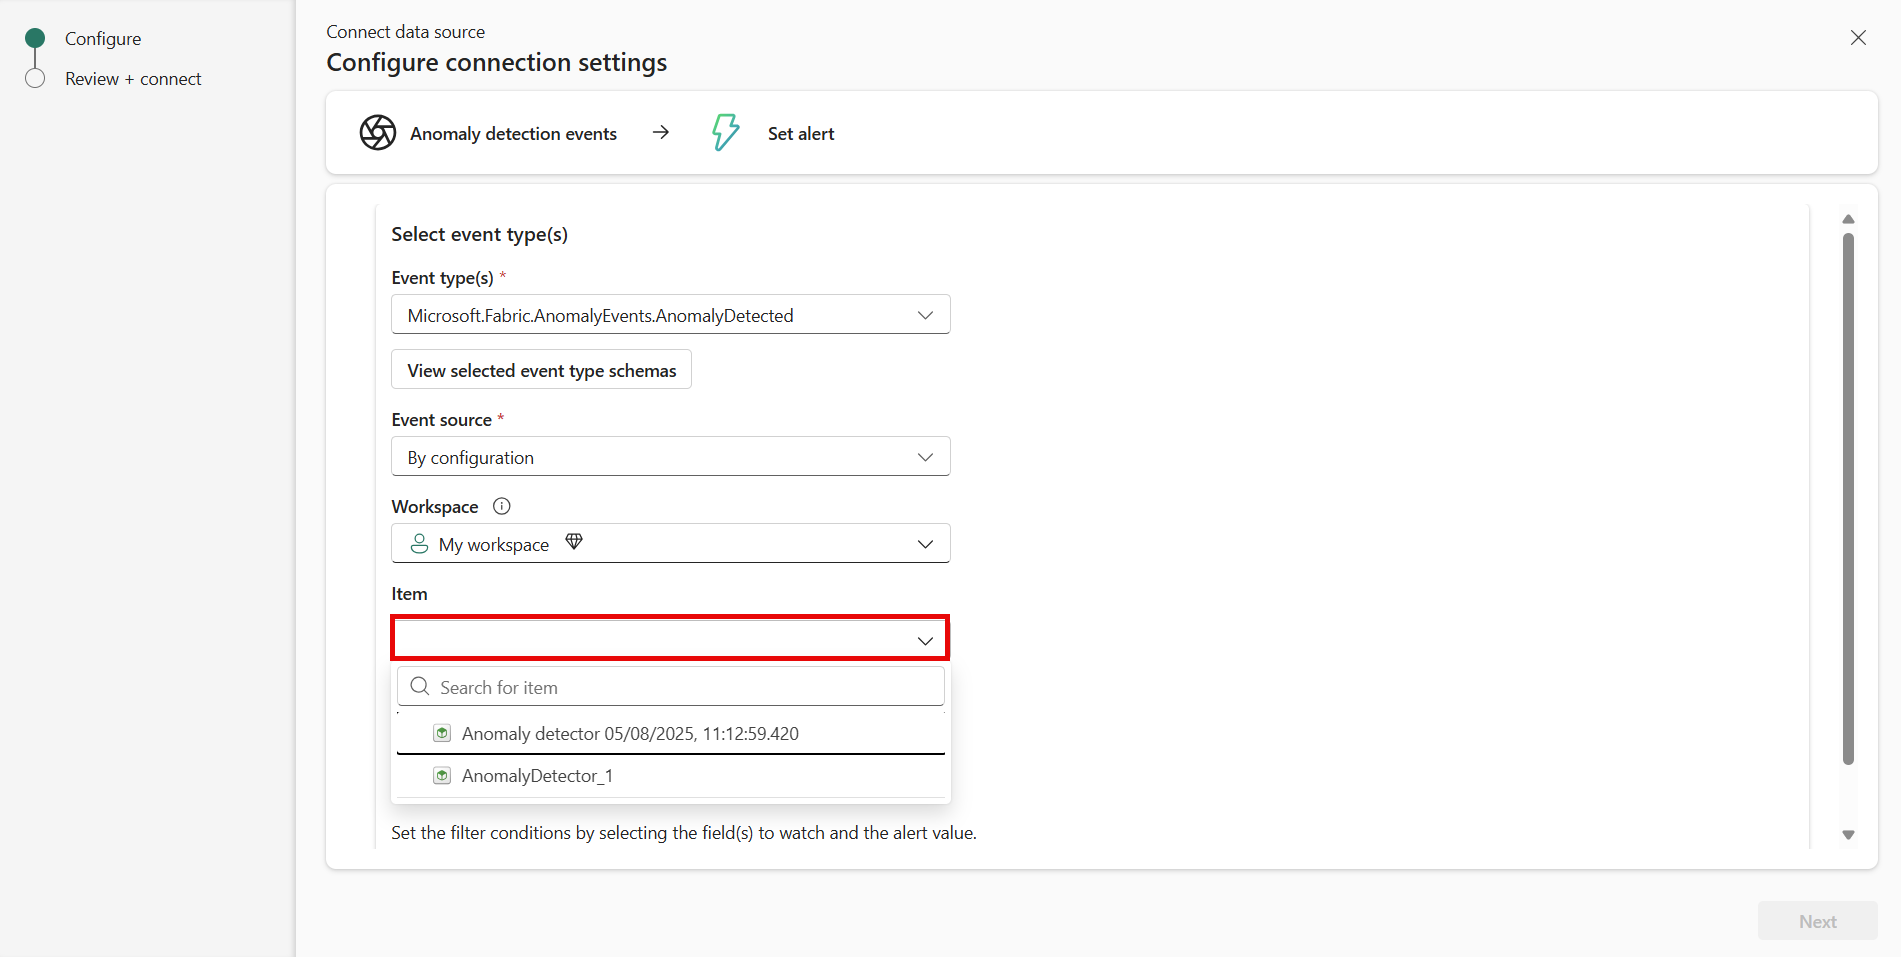 Configure
Review + connect
Connect data source
Configure connection settings
Anomaly detection events
Set alert
Select event type(s)
Event type(s) *
Microsoft.Fabric.AnomalyEvents.AnomalyDetected
View selected event type schemas
Event source *
By configuration
Workspace
My workspace
Item
Search for item
Anomaly detector 05/08/2025, 11:12:59.420
AnomalyDetector_1
Set the filter conditions by selecting the field(s) to watch and the alert value.
Next